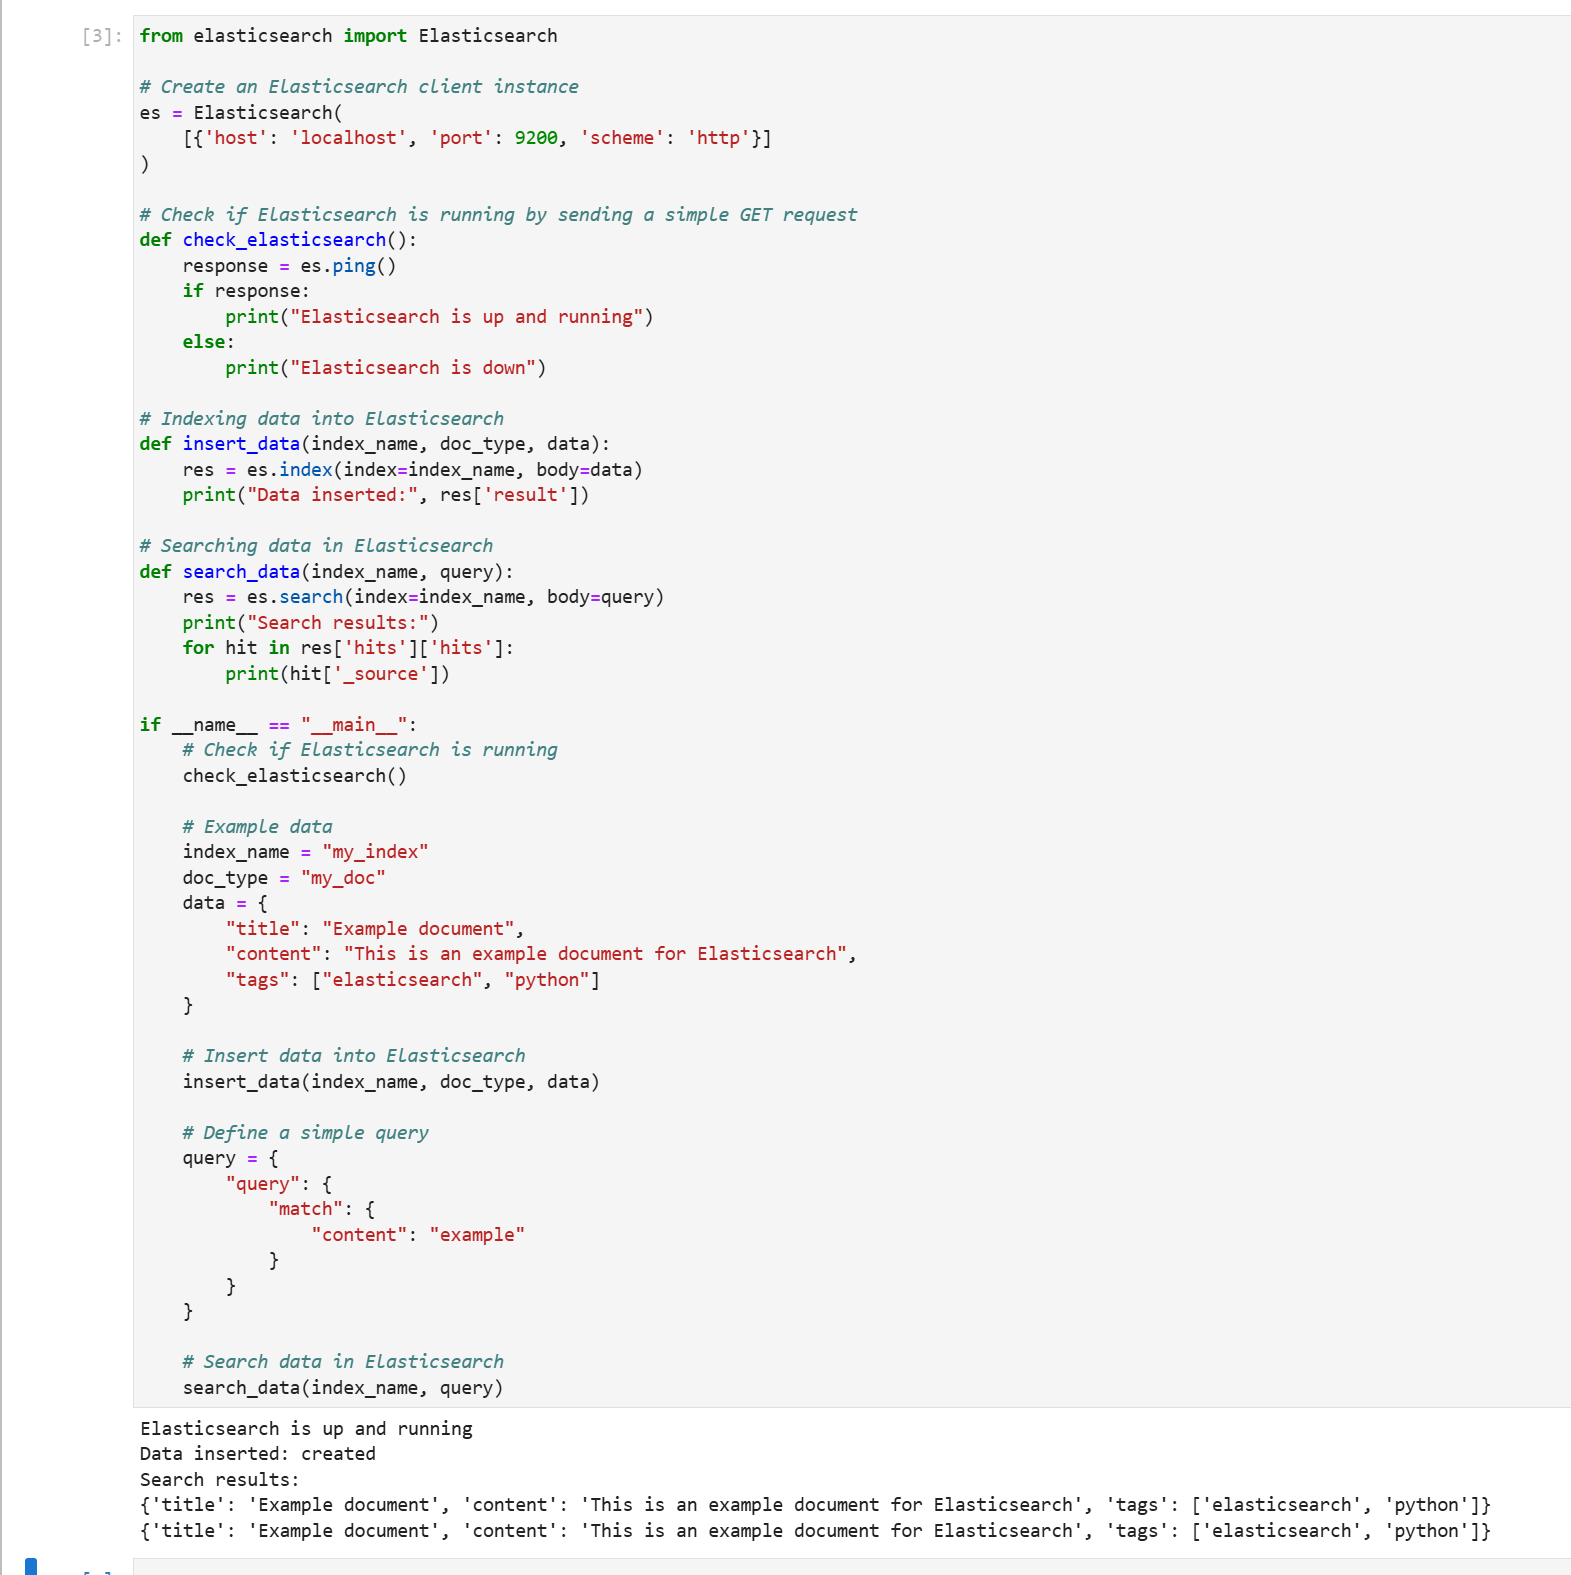 [3]: from elasticsearch import Elasticsearch

# Create an Elasticsearch client instance
es = Elasticsearch(
    [{'host': 'localhost', 'port': 9200, 'scheme': 'http'}]
)

# Check if Elasticsearch is running by sending a simple GET request
def check_elasticsearch():
    response = es.ping()
    if response:
        print("Elasticsearch is up and running")
    else:
        print("Elasticsearch is down")

# Indexing data into Elasticsearch
def insert_data(index_name, doc_type, data):
    res = es.index(index=index_name, body=data)
    print("Data inserted:", res['result'])

# Searching data in Elasticsearch
def search_data(index_name, query):
    res = es.search(index=index_name, body=query)
    print("Search results:")
    for hit in res['hits']['hits']:
        print(hit['_source'])

if __name__ == "__main__":
    # Check if Elasticsearch is running
    check_elasticsearch()

    # Example data
    index_name = "my_index"
    doc_type = "my_doc"
    data = {
        "title": "Example document",
        "content": "This is an example document for Elasticsearch",
        "tags": ["elasticsearch", "python"]
    }

    # Insert data into Elasticsearch
    insert_data(index_name, doc_type, data)

    # Define a simple query
    query = {
        "query": {
            "match": {
                "content": "example"
            }
        }
    }

    # Search data in Elasticsearch
    search_data(index_name, query)
Elasticsearch is up and running
Data inserted: created
Search results:
{'title': 'Example document', 'content': 'This is an example document for Elasticsearch', 'tags': ['elasticsearch', 'python']}
{'title': 'Example document', 'content': 'This is an example document for Elasticsearch', 'tags': ['elasticsearch', 'python']}